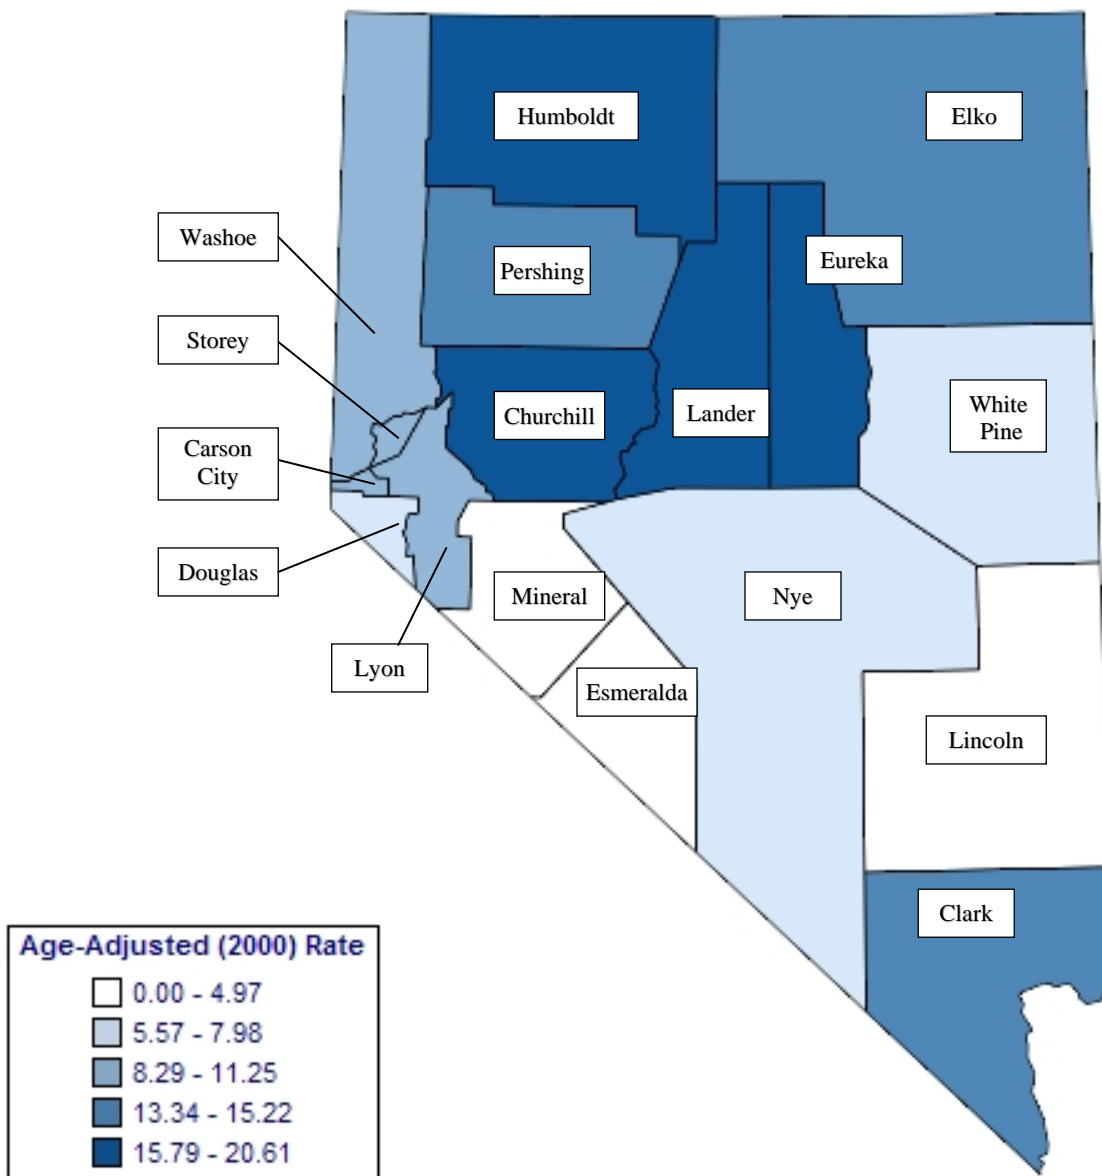 Humboldt
Elko
Washoe
Eureka
Pershing
Storey
White
Pine
Churchill
Lander
Carson
City
Douglas
Mineral
Nye
Lyon
Esmeralda
Lincoln
Clark
Age-Adjusted (2000) Rate
0.00 - 4.97
5.57 - 7.98
8.29 - 11.25
13.34 - 15.22
15.79 - 20.61